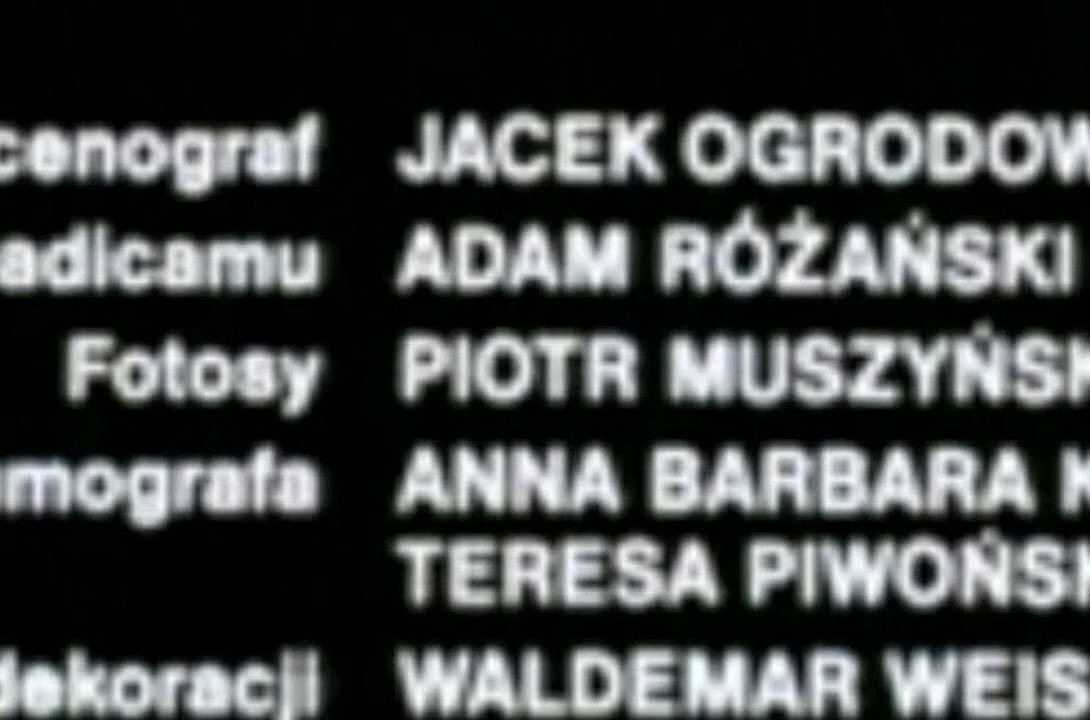 cenograf JACEK OGRODOW
adicamu ADAM RÓŻAŃSKI
Fotosy PIOTR MUSZYŃSK
mografa ANNA BARBARA K
TERESA PIWOŃSK
dekoracji WALDEMAR WEIS